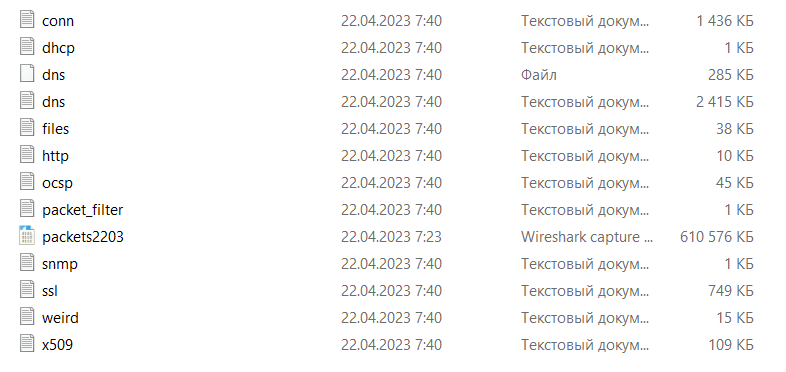 conn 22.04.2023 7:40 Текстовый докум... 1 436 КБ
dhcp 22.04.2023 7:40 Текстовый докум... 1 КБ
dns 22.04.2023 7:40 Файл 285 КБ
dns 22.04.2023 7:40 Текстовый докум... 2 415 КБ
files 22.04.2023 7:40 Текстовый докум... 38 КБ
http 22.04.2023 7:40 Текстовый докум... 10 КБ
ocsp 22.04.2023 7:40 Текстовый докум... 45 КБ
packet_filter 22.04.2023 7:40 Текстовый докум... 1 КБ
packets2203 22.04.2023 7:23 Wireshark capture ... 610 576 КБ
snmp 22.04.2023 7:40 Текстовый докум... 1 КБ
ssl 22.04.2023 7:40 Текстовый докум... 749 КБ
weird 22.04.2023 7:40 Текстовый докум... 15 КБ
x509 22.04.2023 7:40 Текстовый докум... 109 КБ